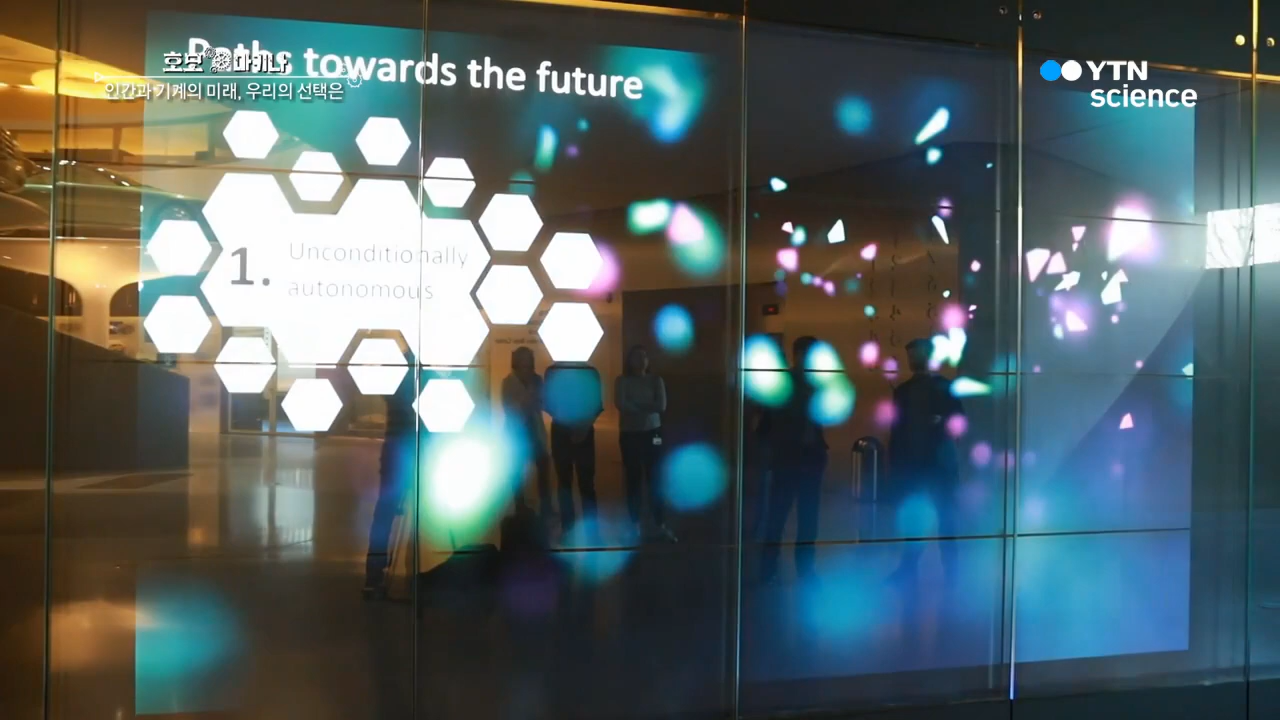 Paths towards the future
호모 마키나
인간과 기계의 미래, 우리의 선택은
YTN
science
1. Unconditionally
autonomous